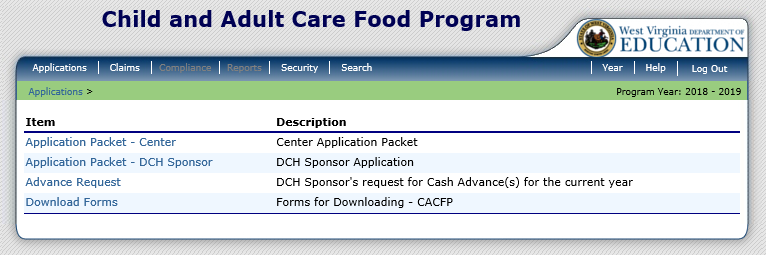 Child and Adult Care Food Program
West Virginia DEPARTMENT OF
EDUCATION
Applications Claims Compliance Reports Security Search Year Help Log Out
Applications > Program Year: 2018 - 2019
Item Description
Application Packet - Center Center Application Packet
Application Packet - DCH Sponsor DCH Sponsor Application
Advance Request DCH Sponsor's request for Cash Advance(s) for the current year
Download Forms Forms for Downloading - CACFP